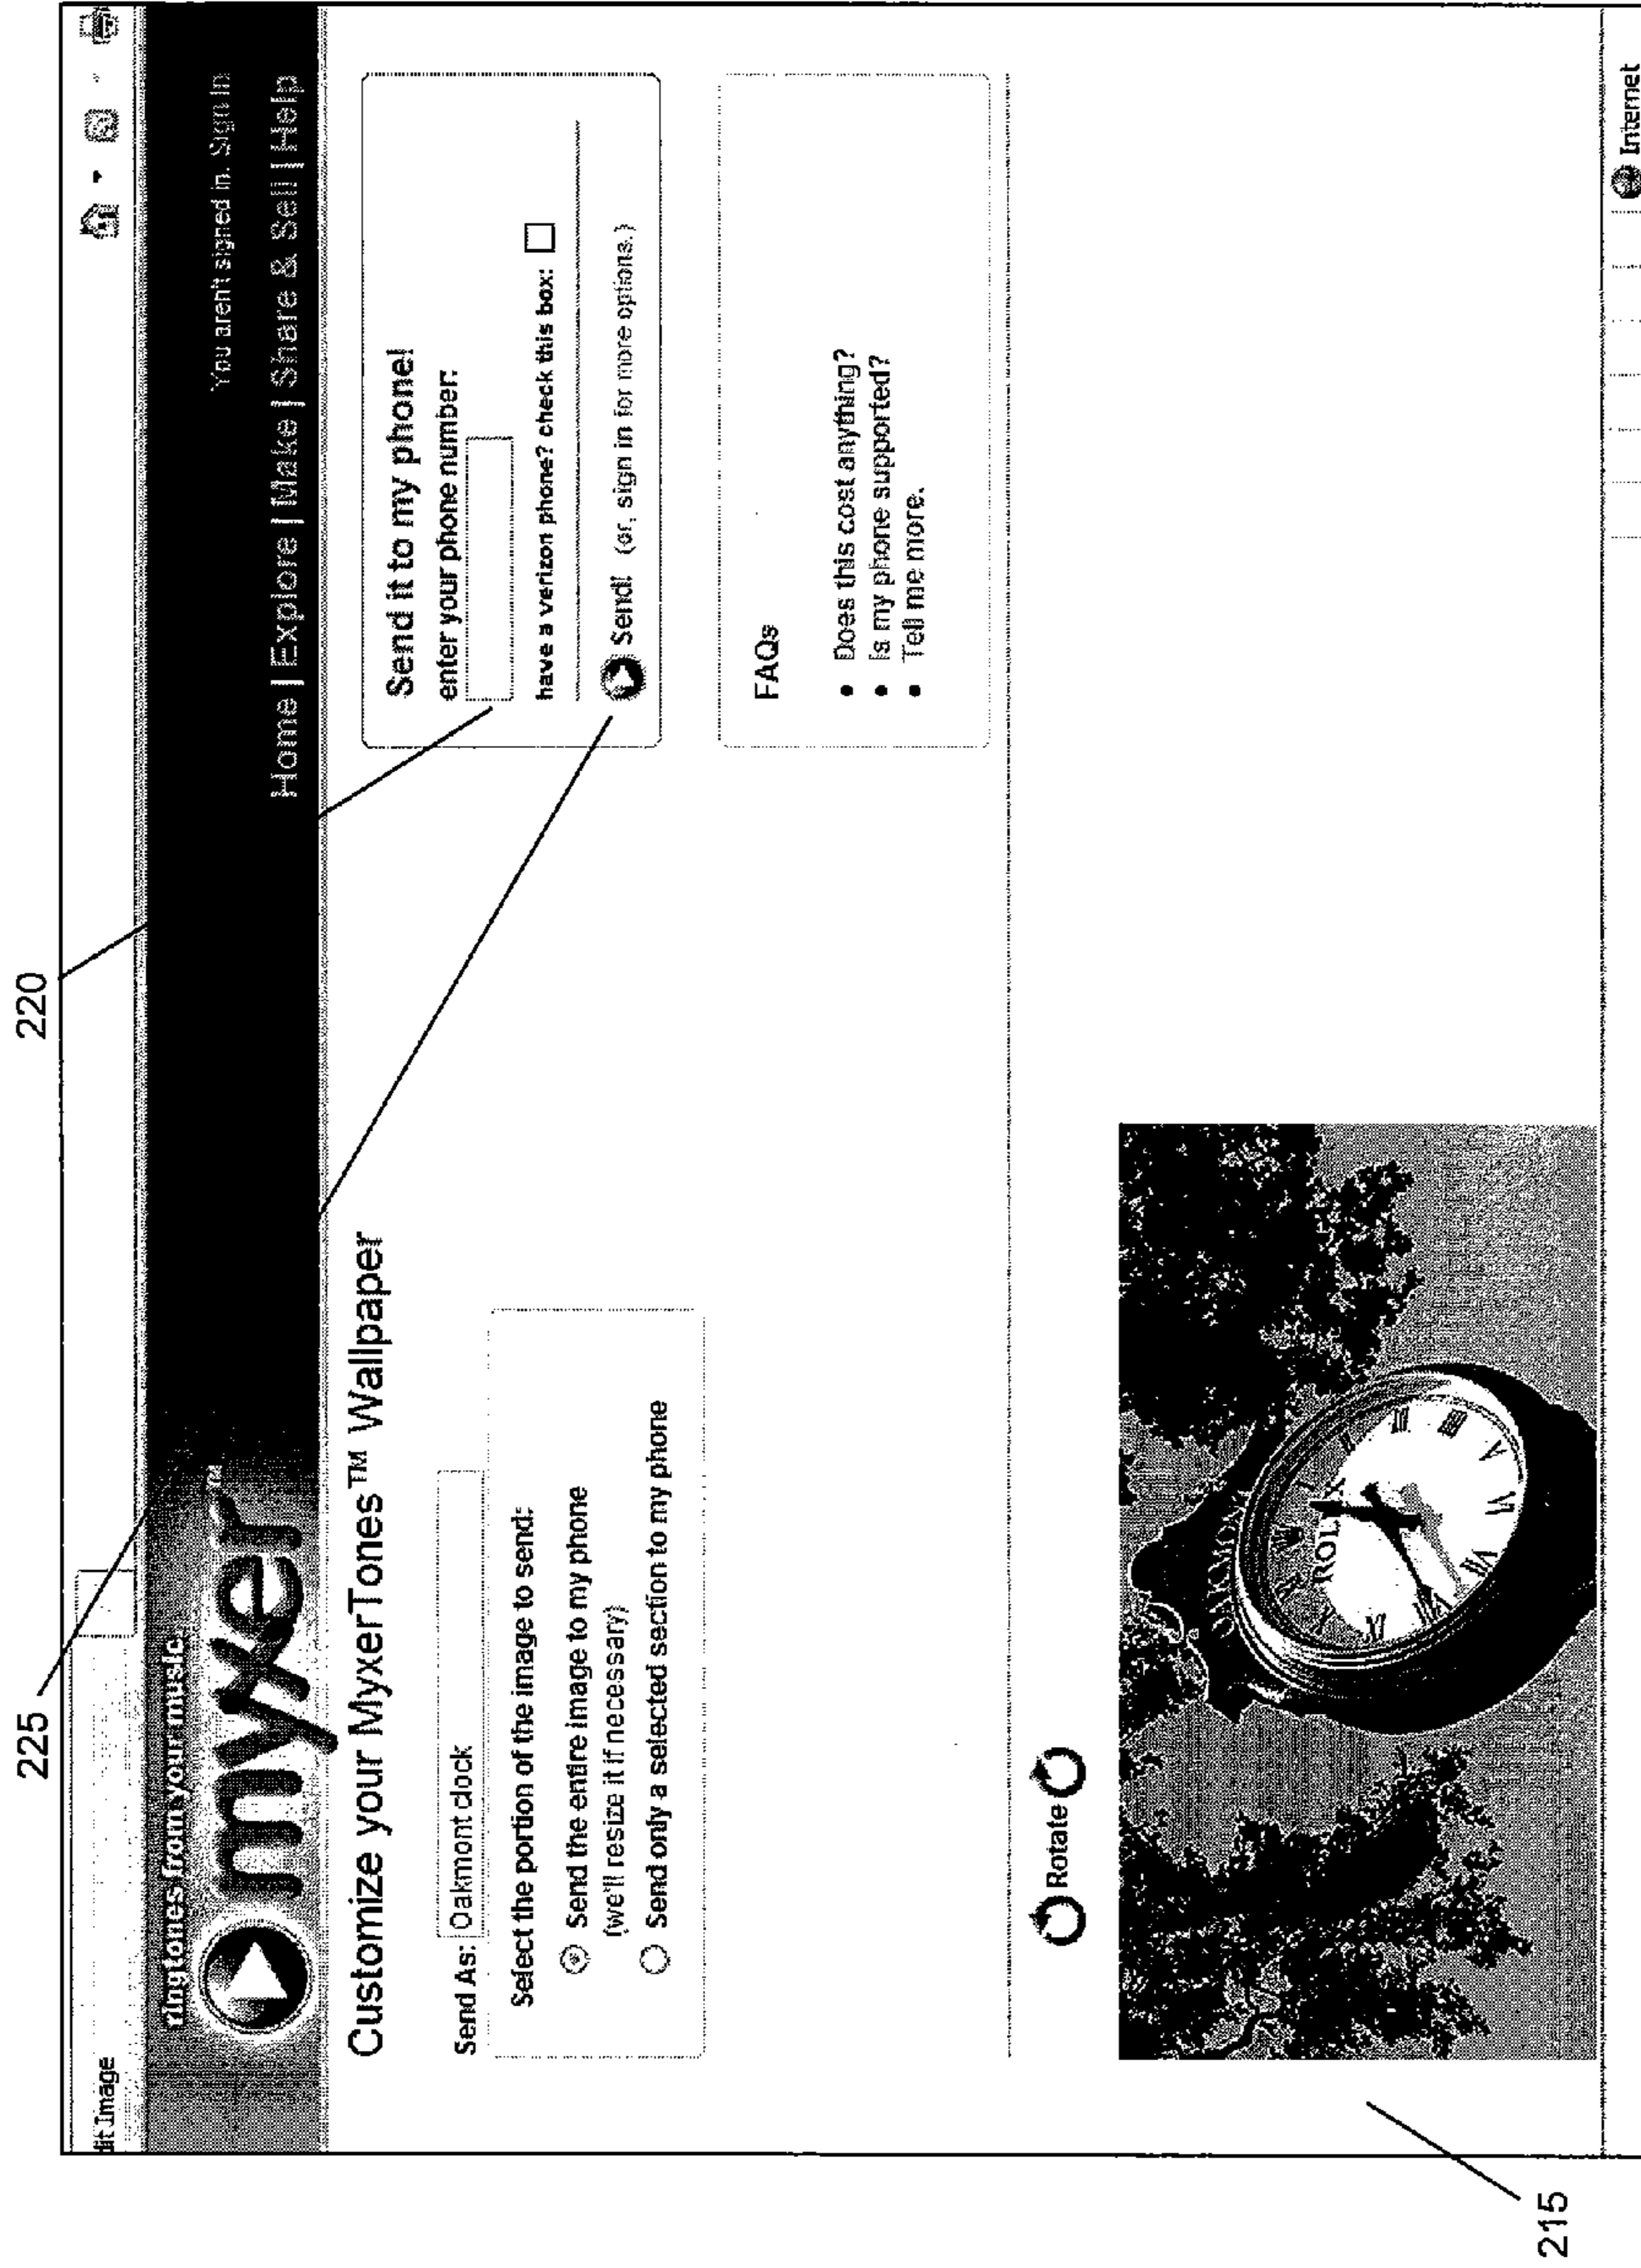 225
220
215
dit Image
ringtones from your music
myxer™
You aren't signed in. Sign In
Home | Explore | Make | Share & Sell | Help
Customize your MyxerTones™ Wallpaper
Send As: Oakmont clock
Select the portion of the image to send:
Send the entire image to my phone
(we'll resize it if necessary)
Send only a selected section to my phone
Send it to my phone!
enter your phone number:
have a verizon phone? check this box:
Send! (or, sign in for more options.)
FAQs
• Does this cost anything?
• Is my phone supported?
• Tell me more.
Rotate
OAKMONT
Internet